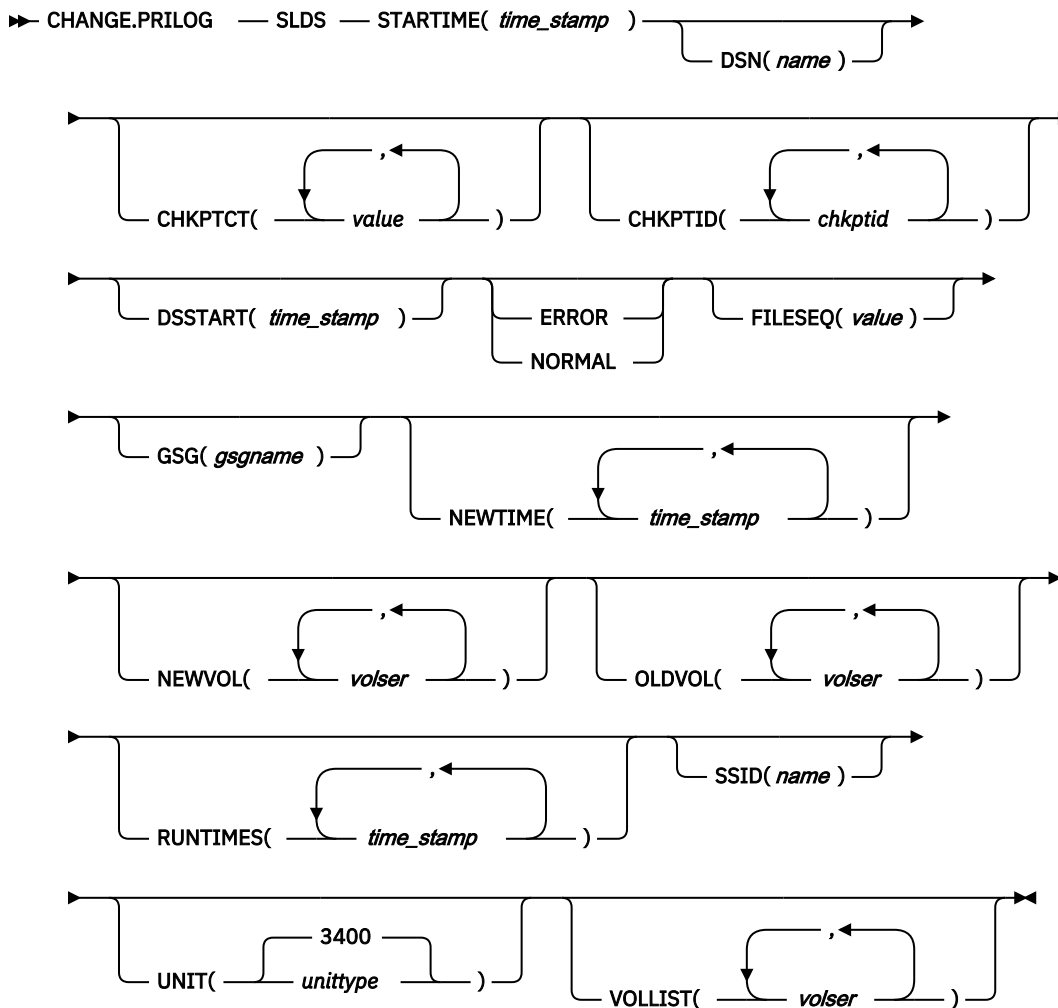 CHANGE.PRILOG SLDS STARTIME( time_stamp )
DSN( name )
,
,
CHKPTCT( value )
CHKPTID( chkptid )
DSSTART( time_stamp )
ERROR
FILESEQ( value )
NORMAL
GSG( gsgname )
,
NEWTIME( time_stamp )
,
,
NEWVOL( volser )
OLDVOL( volser )
,
SSID( name )
RUNTIMES( time_stamp )
3400
,
UNIT( unittype )
VOLLIST( volser )